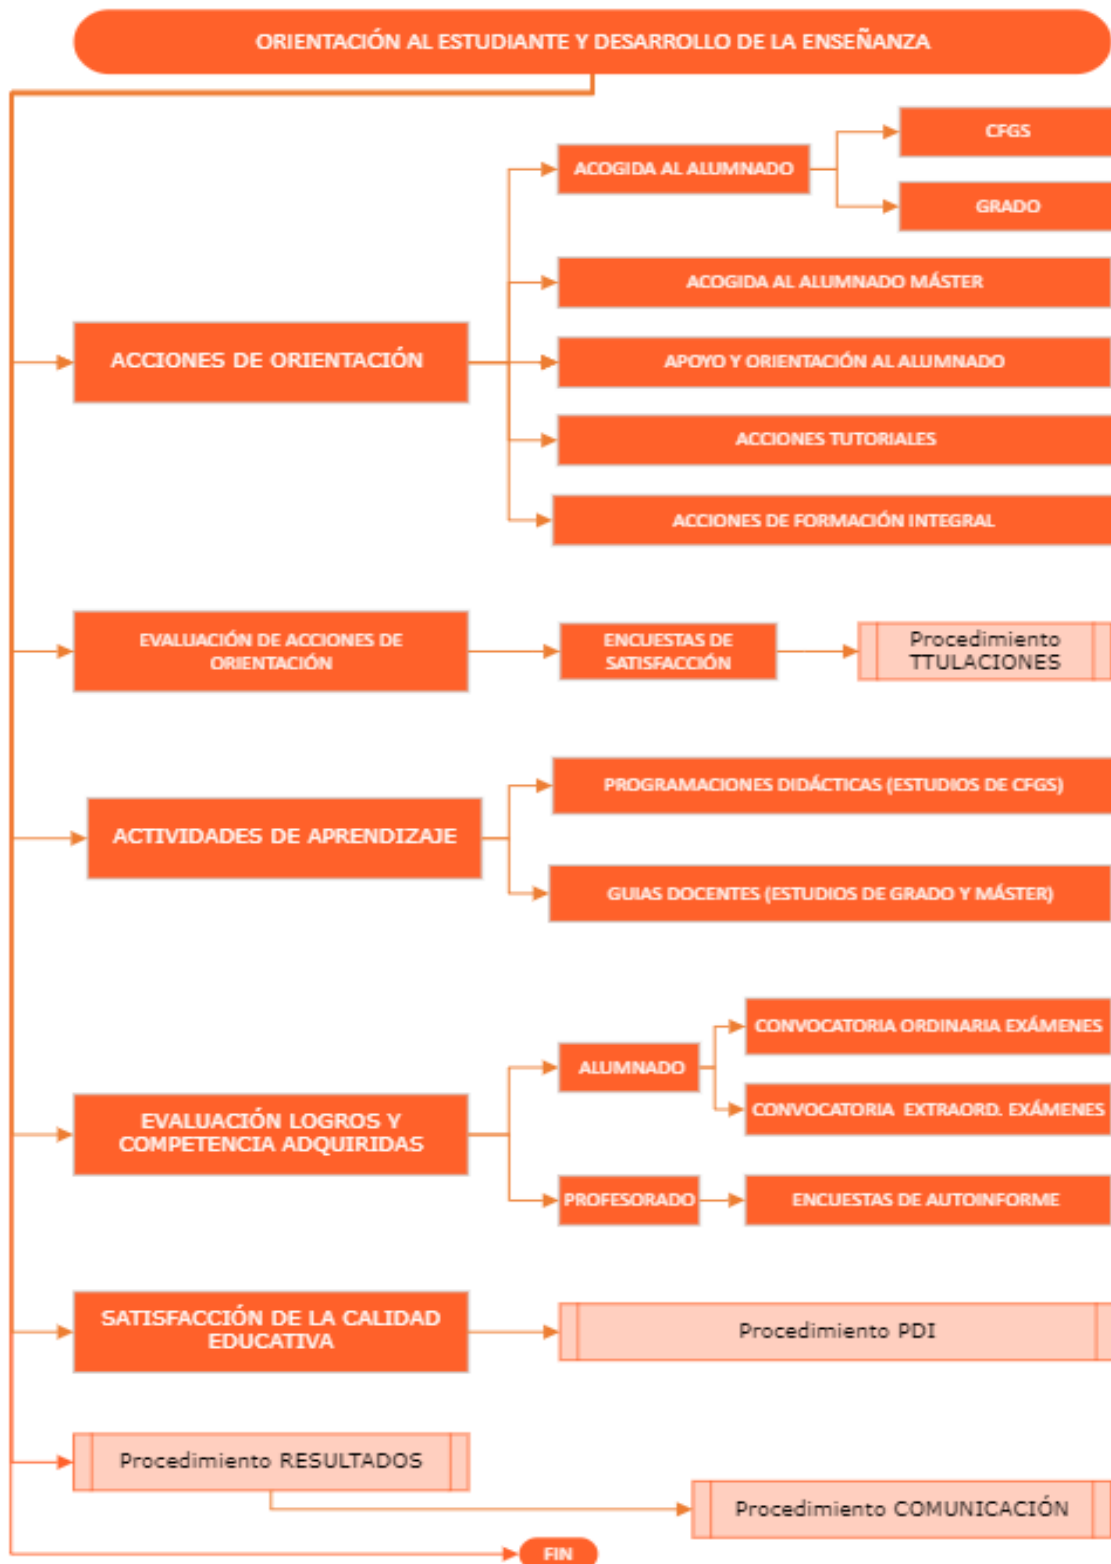 ORIENTACIÓN AL ESTUDIANTE Y DESARROLLO DE LA ENSEÑANZA
CFGS
ACOGIDA AL ALUMNADO
GRADO
ACOGIDA AL ALUMNADO MÁSTER
ACCIONES DE ORIENTACIÓN
APOYO Y ORIENTACIÓN AL ALUMNADO
ACCIONES TUTORIALES
ACCIONES DE FORMACIÓN INTEGRAL
EVALUACIÓN DE ACCIONES DE
ORIENTACIÓN
ENCUESTAS DE
SATISFACCIÓN
Procedimiento
TTULACIONES
PROGRAMACIONES DIDÁCTICAS (ESTUDIOS DE CFGS)
ACTIVIDADES DE APRENDIZAJE
GUIAS DOCENTES (ESTUDIOS DE GRADO Y MÁSTER)
CONVOCATORIA ORDINARIA EXÁMENES
ALUMNADO
CONVOCATORIA EXTRAORD. EXÁMENES
EVALUACIÓN LOGROS Y
COMPETENCIA ADQUIRIDAS
PROFESORADO
ENCUESTAS DE AUTOINFORME
SATISFACCIÓN DE LA CALIDAD
EDUCATIVA
Procedimiento PDI
Procedimiento RESULTADOS
Procedimiento COMUNICACIÓN
FIN